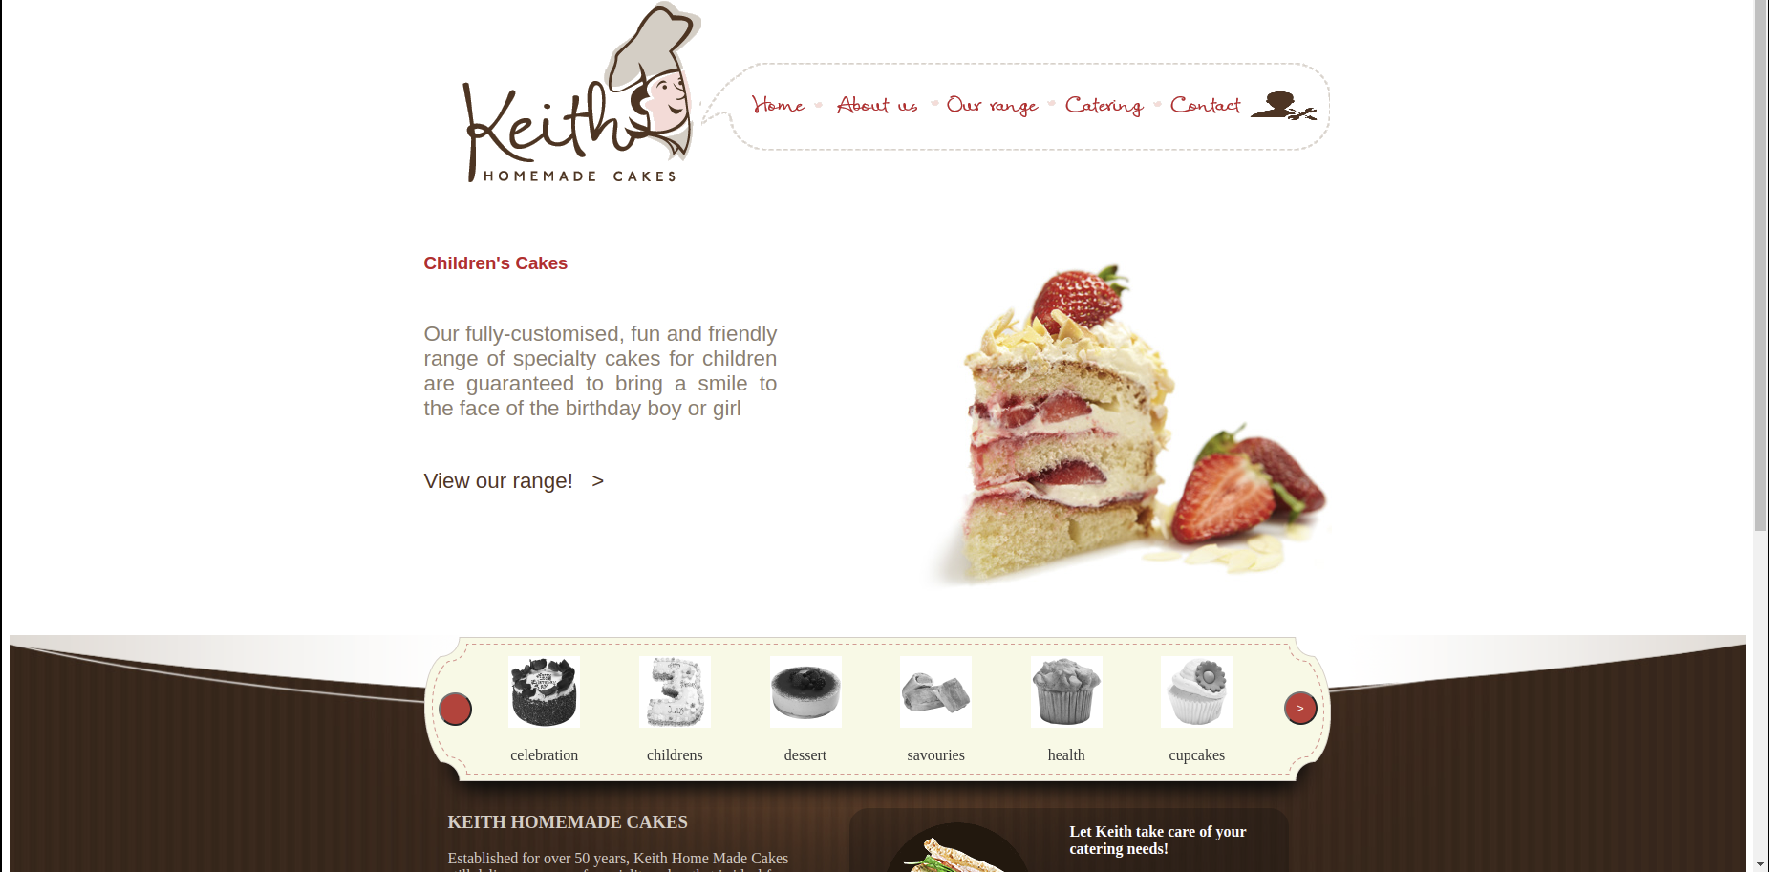 Keith
HOMEMADE CAKES
Home About us Our range Catering Contact
Children's Cakes
Our fully-customised, fun and friendly
range of specialty cakes for children
are guaranteed to bring a smile to
the face of the birthday boy or girl
View our range! >
>
celebration childrens dessert savouries health cupcakes
KEITH HOMEMADE CAKES
Established for over 50 years, Keith Home Made Cakes
Let Keith take care of your
catering needs!